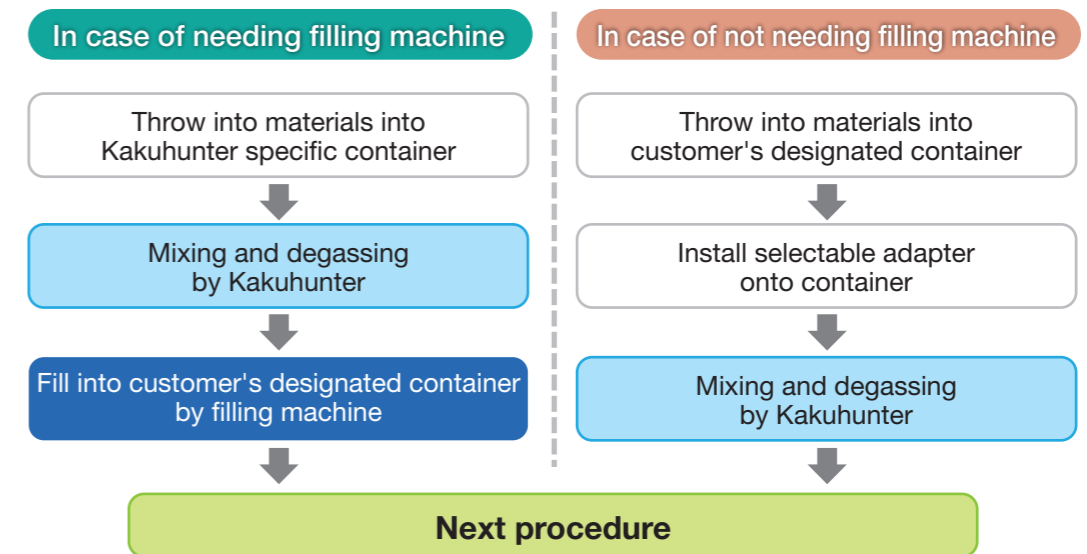 In case of needing filling machine
Throw into materials into
Kakuhunter specific container
Mixing and degassing
by Kakuhunter
Fill into customer's designated container
by filling machine
In case of not needing filling machine
Throw into materials into
customer's designated container
Install selectable adapter
onto container
Mixing and degassing
by Kakuhunter
Next procedure